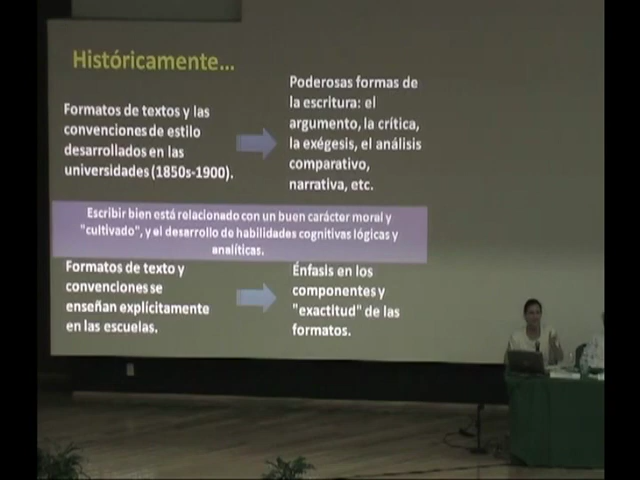 Históricamente...
Formatos de textos y las
convenciones de estilo
desarrollados en las
universidades (1850s-1900).
Poderosas formas de
la escritura: el
argumento, la crítica,
la exégesis, el análisis
comparativo,
narrativa, etc.
Escribir bien está relacionado con un buen carácter moral y
"cultivado", y el desarrollo de habilidades cognitivas lógicas y
analíticas.
Formatos de texto y
convenciones se
enseñan explícitamente
en las escuelas.
Énfasis en los
componentes y
"exactitud" de las
formatos.